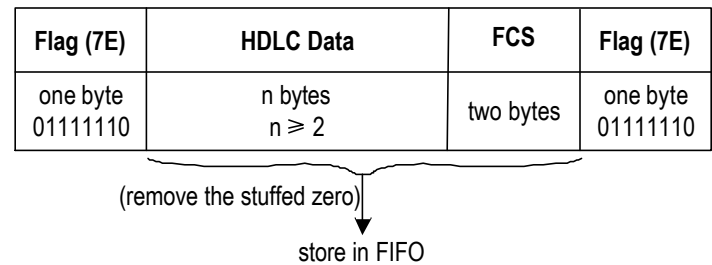 Flag (7E) HDLC Data FCS Flag (7E)
one byte n bytes two bytes one byte
01111110 n ⩾ 2 01111110
(remove the stuffed zero)
store in FIFO